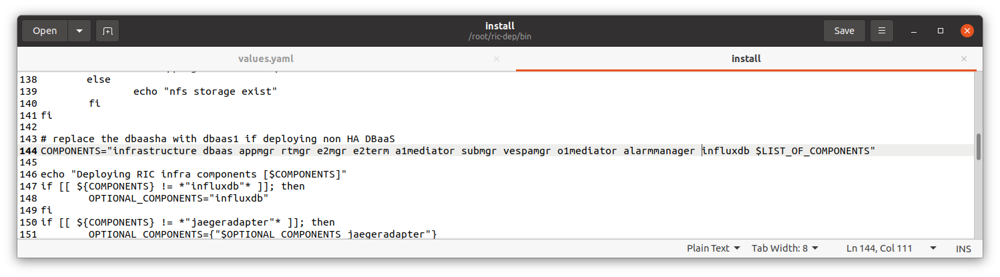 Open
install
/root/ric-dep/bin
Save
values.yaml
install
138 else
139 echo "nfs storage exist"
140 fi
141 fi
142
143 # replace the dbaasha with dbaas1 if deploying non HA DBaaS
144 COMPONENTS="infrastructure dbaas appmgr rtmgr e2mgr e2term a1mediator submgr vespamgr o1mediator alarmmanager influxdb $LIST_OF_COMPONENTS"
145
146 echo "Deploying RIC infra components [$COMPONENTS]"
147 if [[ ${COMPONENTS} != *"influxdb"* ]]; then
148 OPTIONAL_COMPONENTS="influxdb"
149 fi
150 if [[ ${COMPONENTS} != *"jaegeradapter"* ]]; then
151 OPTIONAL_COMPONENTS={"$OPTIONAL_COMPONENTS jaegeradapter"}
Plain Text Tab Width: 8 Ln 144, Col 111 INS